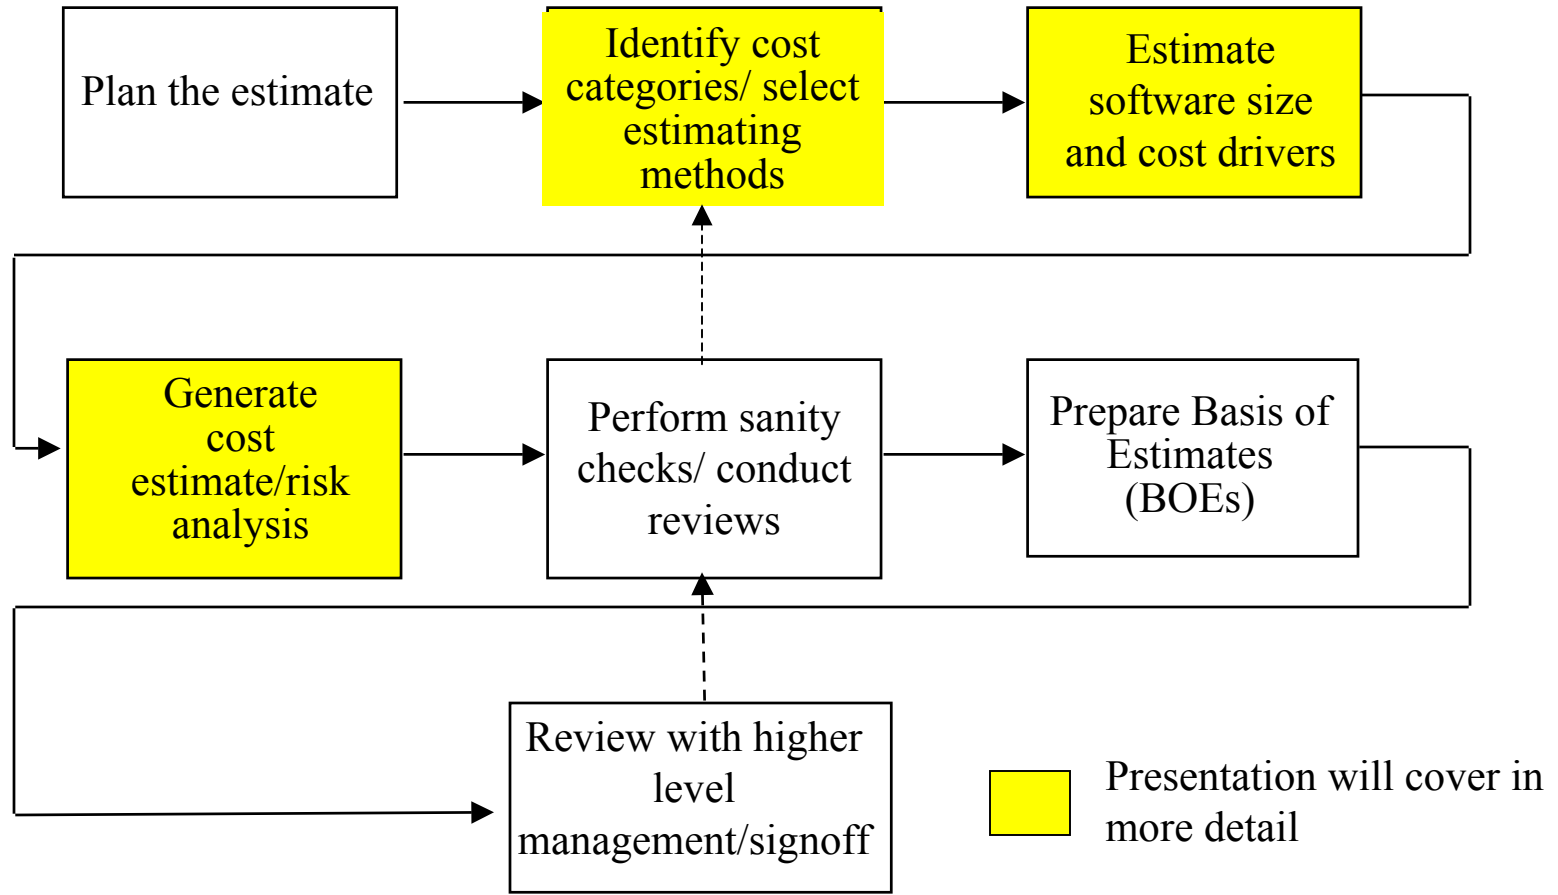 Plan the estimate
Identify cost
categories/ select
estimating
methods
Estimate
software size
and cost drivers
Generate
cost
estimate/risk
analysis
Perform sanity
checks/ conduct
reviews
Prepare Basis of
Estimates
(BOEs)
Review with higher
level
management/signoff
Presentation will cover in
more detail